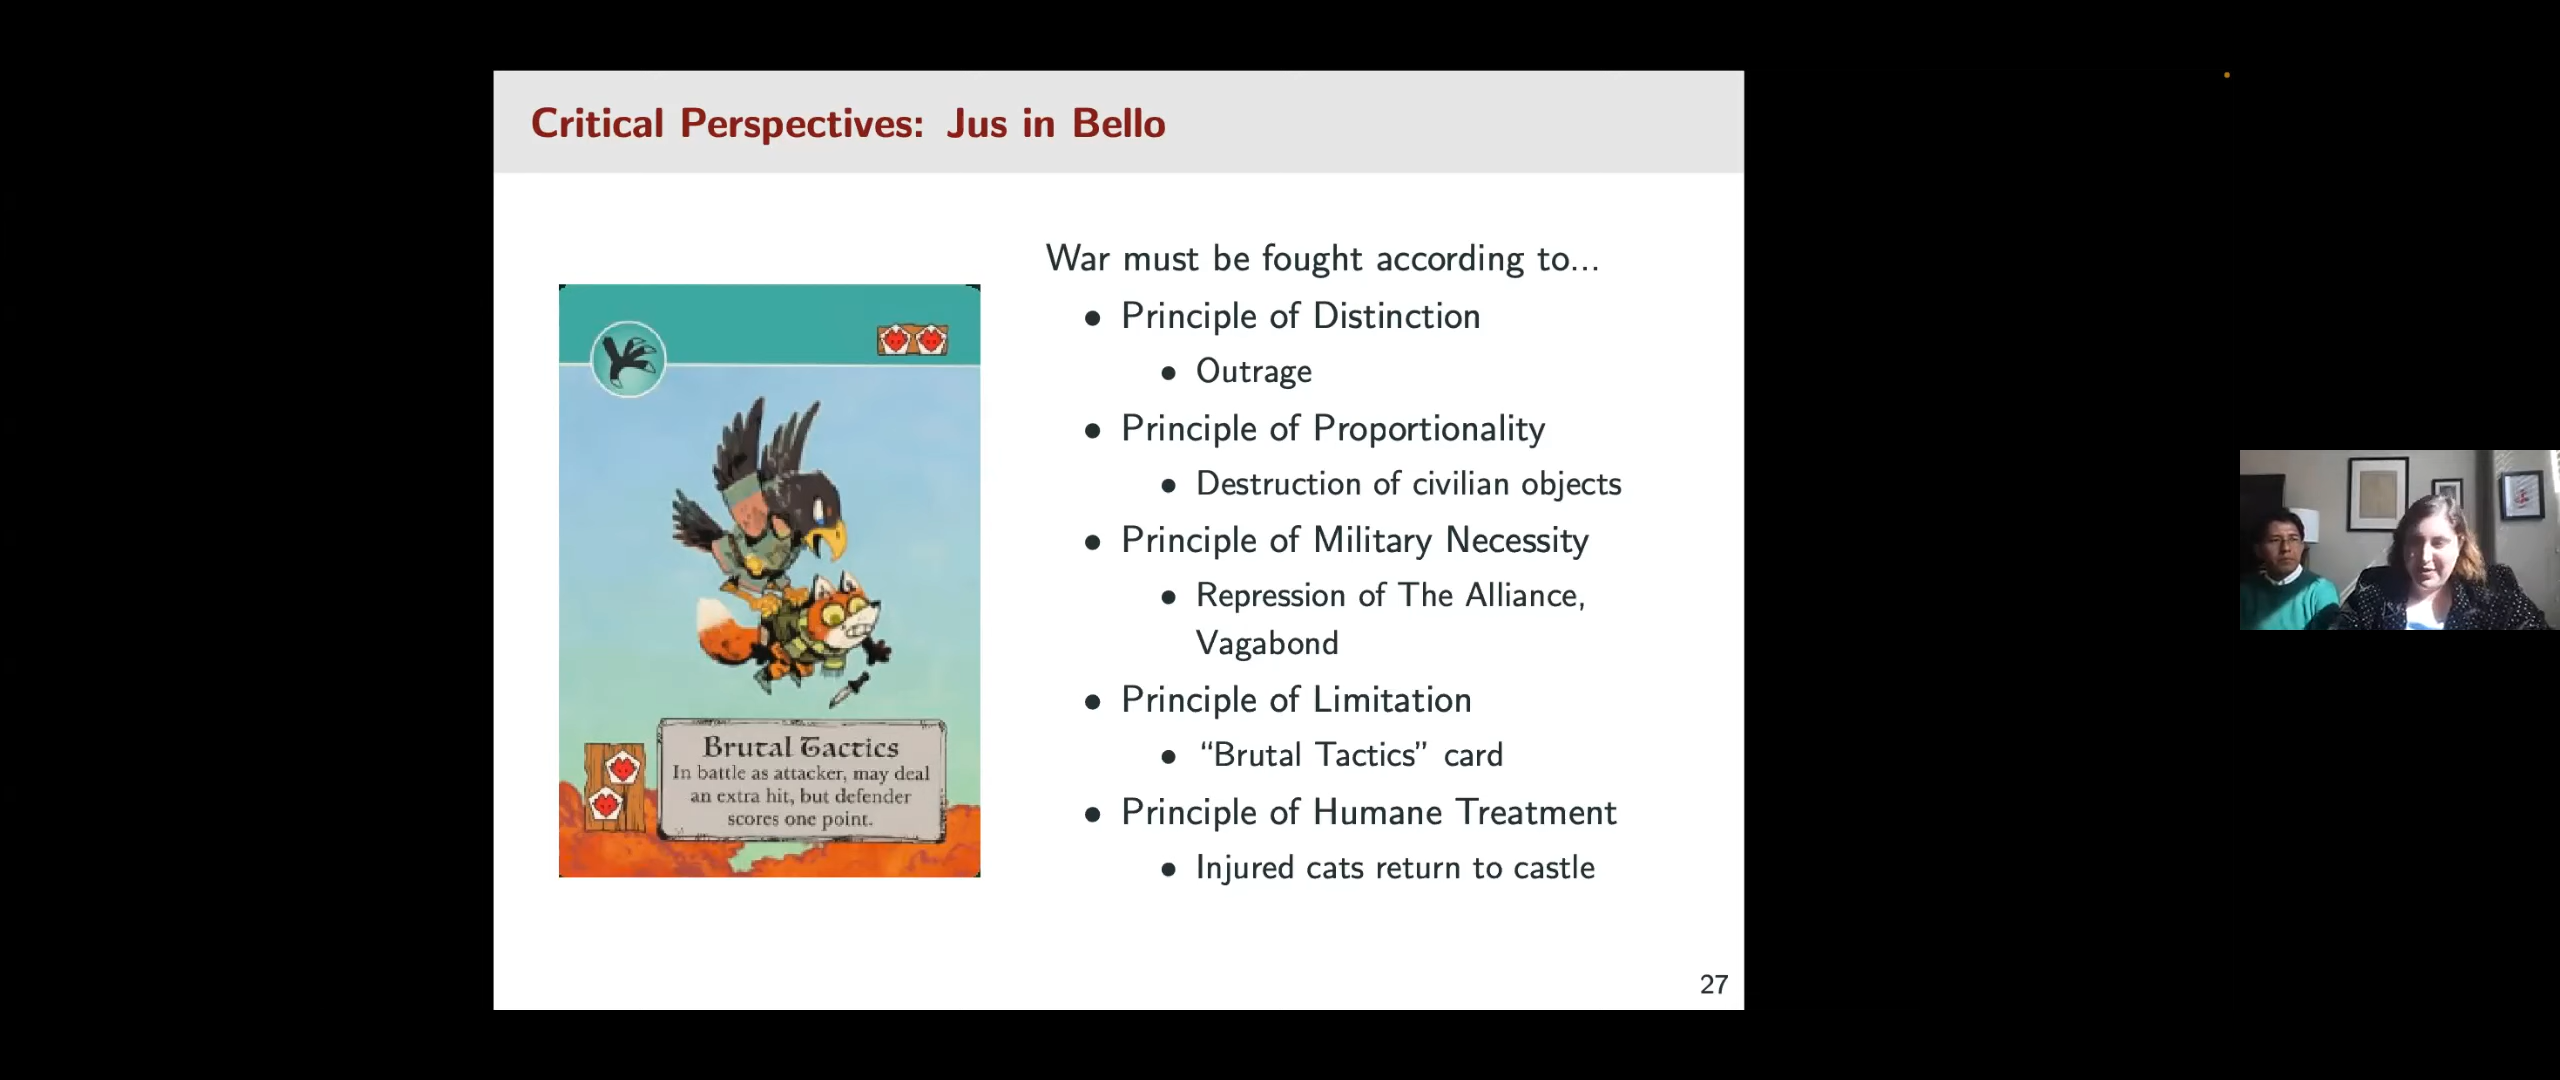 Critical Perspectives: Jus in Bello
War must be fought according to...
• Principle of Distinction
• Outrage
• Principle of Proportionality
• Destruction of civilian objects
• Principle of Military Necessity
• Repression of The Alliance,
Vagabond
• Principle of Limitation
• “Brutal Tactics” card
• Principle of Humane Treatment
• Injured cats return to castle
Brutal Tactics
In battle as attacker, may deal
an extra hit, but defender
scores one point.
27